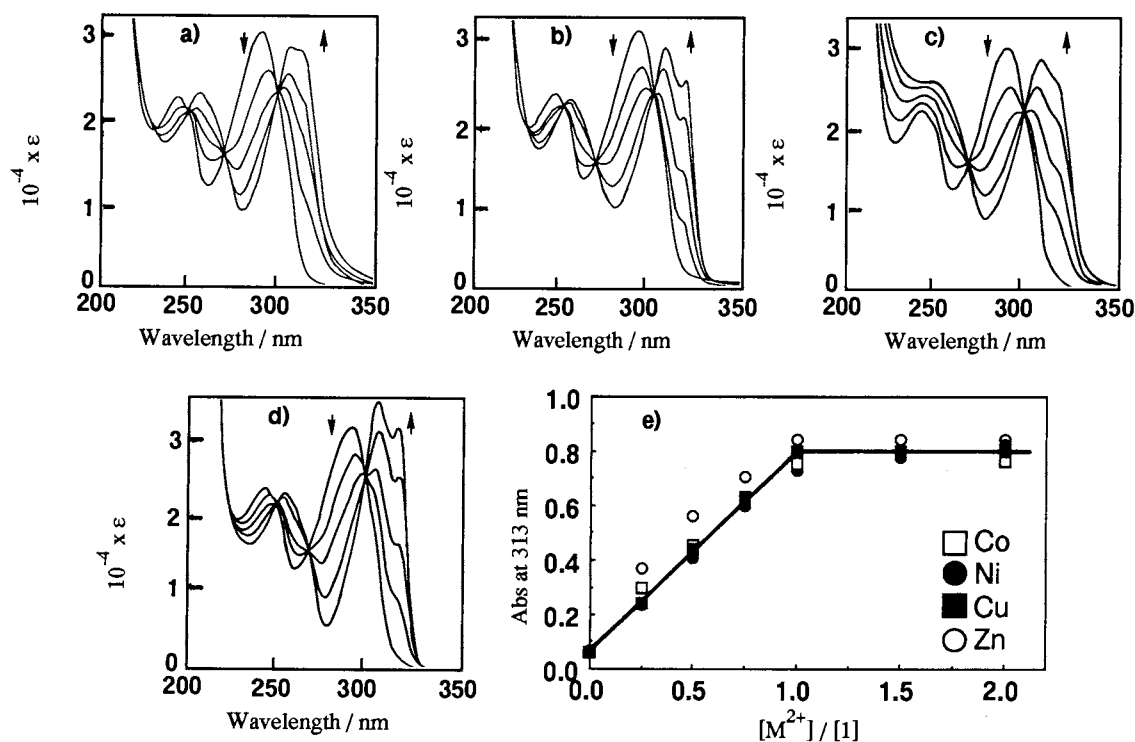 a)
3
2
1
0
10⁻⁴ x ε
200
250
300
350
Wavelength / nm
b)
3
2
1
0
10⁻⁴ x ε
200
250
300
350
Wavelength / nm
c)
3
2
1
0
10⁻⁴ x ε
200
250
300
350
Wavelength / nm
d)
3
2
1
0
10⁻⁴ x ε
200
250
300
350
Wavelength / nm
e)
1.0
0.8
0.6
0.4
0.2
0.0
Abs at 313 nm
Co
Ni
Cu
Zn
0.0
0.5
1.0
1.5
2.0
[M²⁺] / [1]